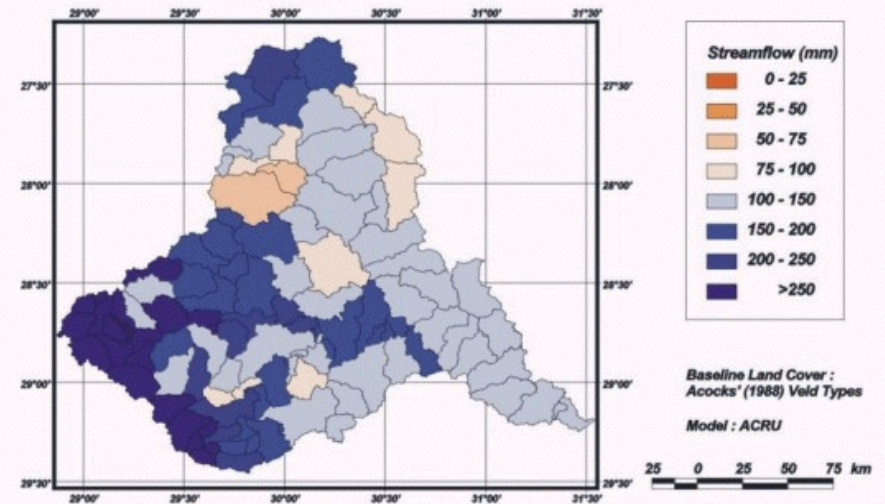 29°00' 29°30' 30°00' 30°30' 31°00' 31°30'
27°30' 27°30'
28°00' 28°00'
28°30' 28°30'
29°00' 29°00'
29°30' 29°30'
29°00' 29°30' 30°00' 30°30' 31°00' 31°30'
Streamflow (mm)
0 - 25
25 - 50
50 - 75
75 - 100
100 - 150
150 - 200
200 - 250
>250
Baseline Land Cover :
Acocks' (1988) Veld Types
Model : ACRU
25 0 25 50 75 km